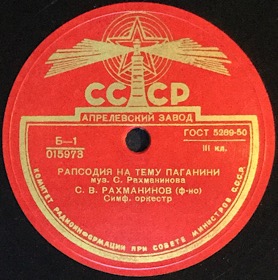 СССР
АПРЕЛЕВСКИЙ ЗАВОД
Б—1
015973
ГОСТ 5289-50
III кл.
РАПСОДИЯ НА ТЕМУ ПАГАНИНИ
муз. С. Рахманинова
С. В. РАХМАНИНОВ (ф-но)
Симф. оркестр
КОМИТЕТ РАДИОИНФОРМАЦИИ ПРИ СОВЕТЕ МИНИСТРОВ С.С.С.Р.